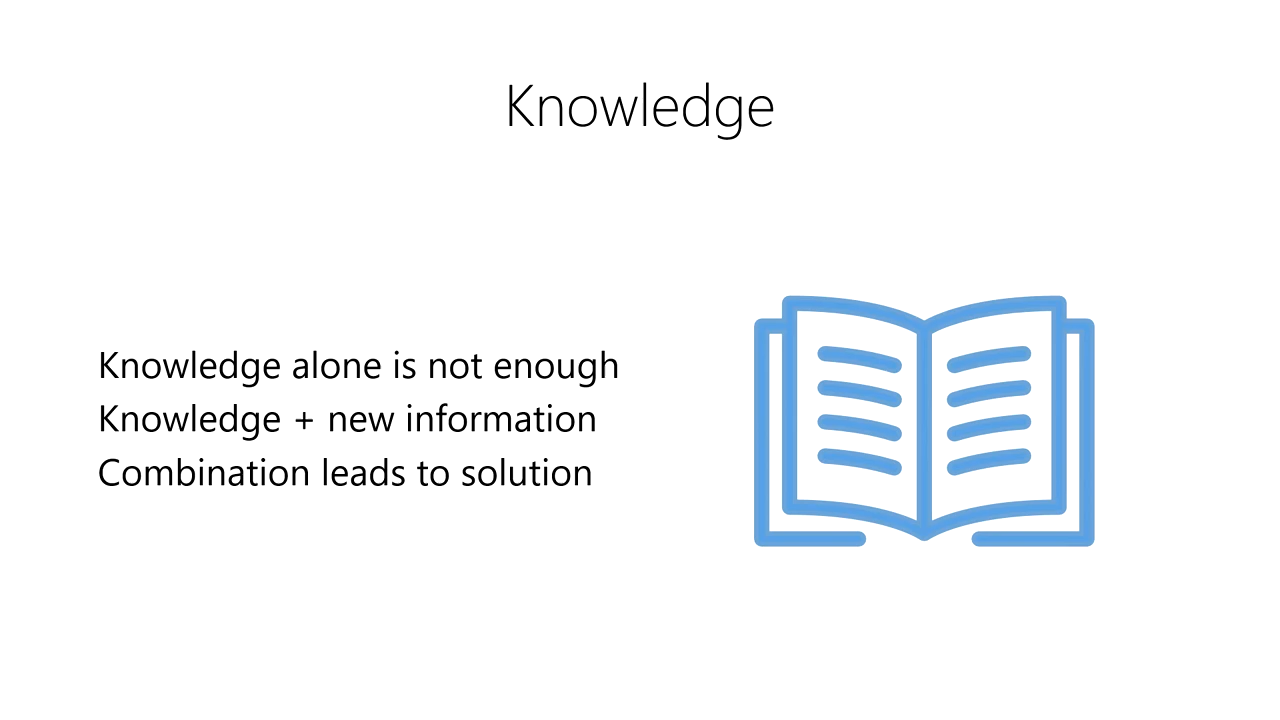 Knowledge
Knowledge alone is not enough
Knowledge + new information
Combination leads to solution